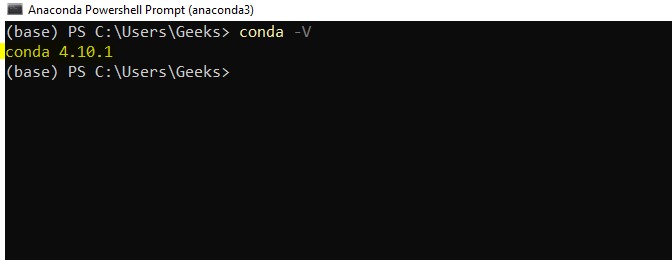 Anaconda Powershell Prompt (anaconda3)
(base) PS C:\Users\Geeks> conda -V
conda 4.10.1
(base) PS C:\Users\Geeks>